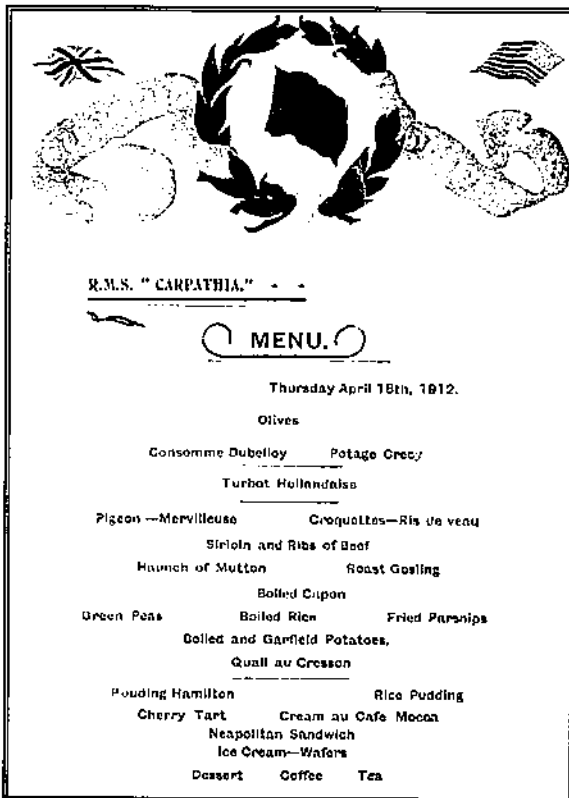 R.M.S. " CARPATHIA."
MENU.
Thursday April 18th, 1912.
Olives
Consomme Dubelloy Potage Crecy
Turbot Hollandaise
Pigeon—Mervilleuse Croquettes—Ris de veau
Sirloin and Ribs of Beef
Haunch of Mutton Roast Gosling
Boiled Capon
Green Peas Boiled Rice Fried Parsnips
Boiled and Garfield Potatoes.
Quail au Cresson
Pouding Hamilton Rice Pudding
Cherry Tart Cream au Cafe Mocca
Neapolitan Sandwich
Ice Cream—Wafers
Dessert Coffee Tea